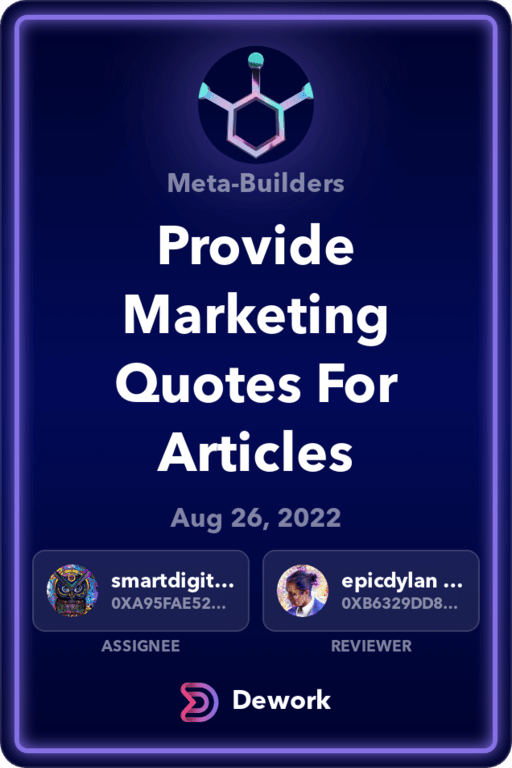 Meta-Builders
Provide
Marketing
Quotes For
Articles
Aug 26, 2022
smartdigit...
0XA95FAE52...
epicdylan ...
0XB6329DD8...
ASSIGNEE
REVIEWER
Dework